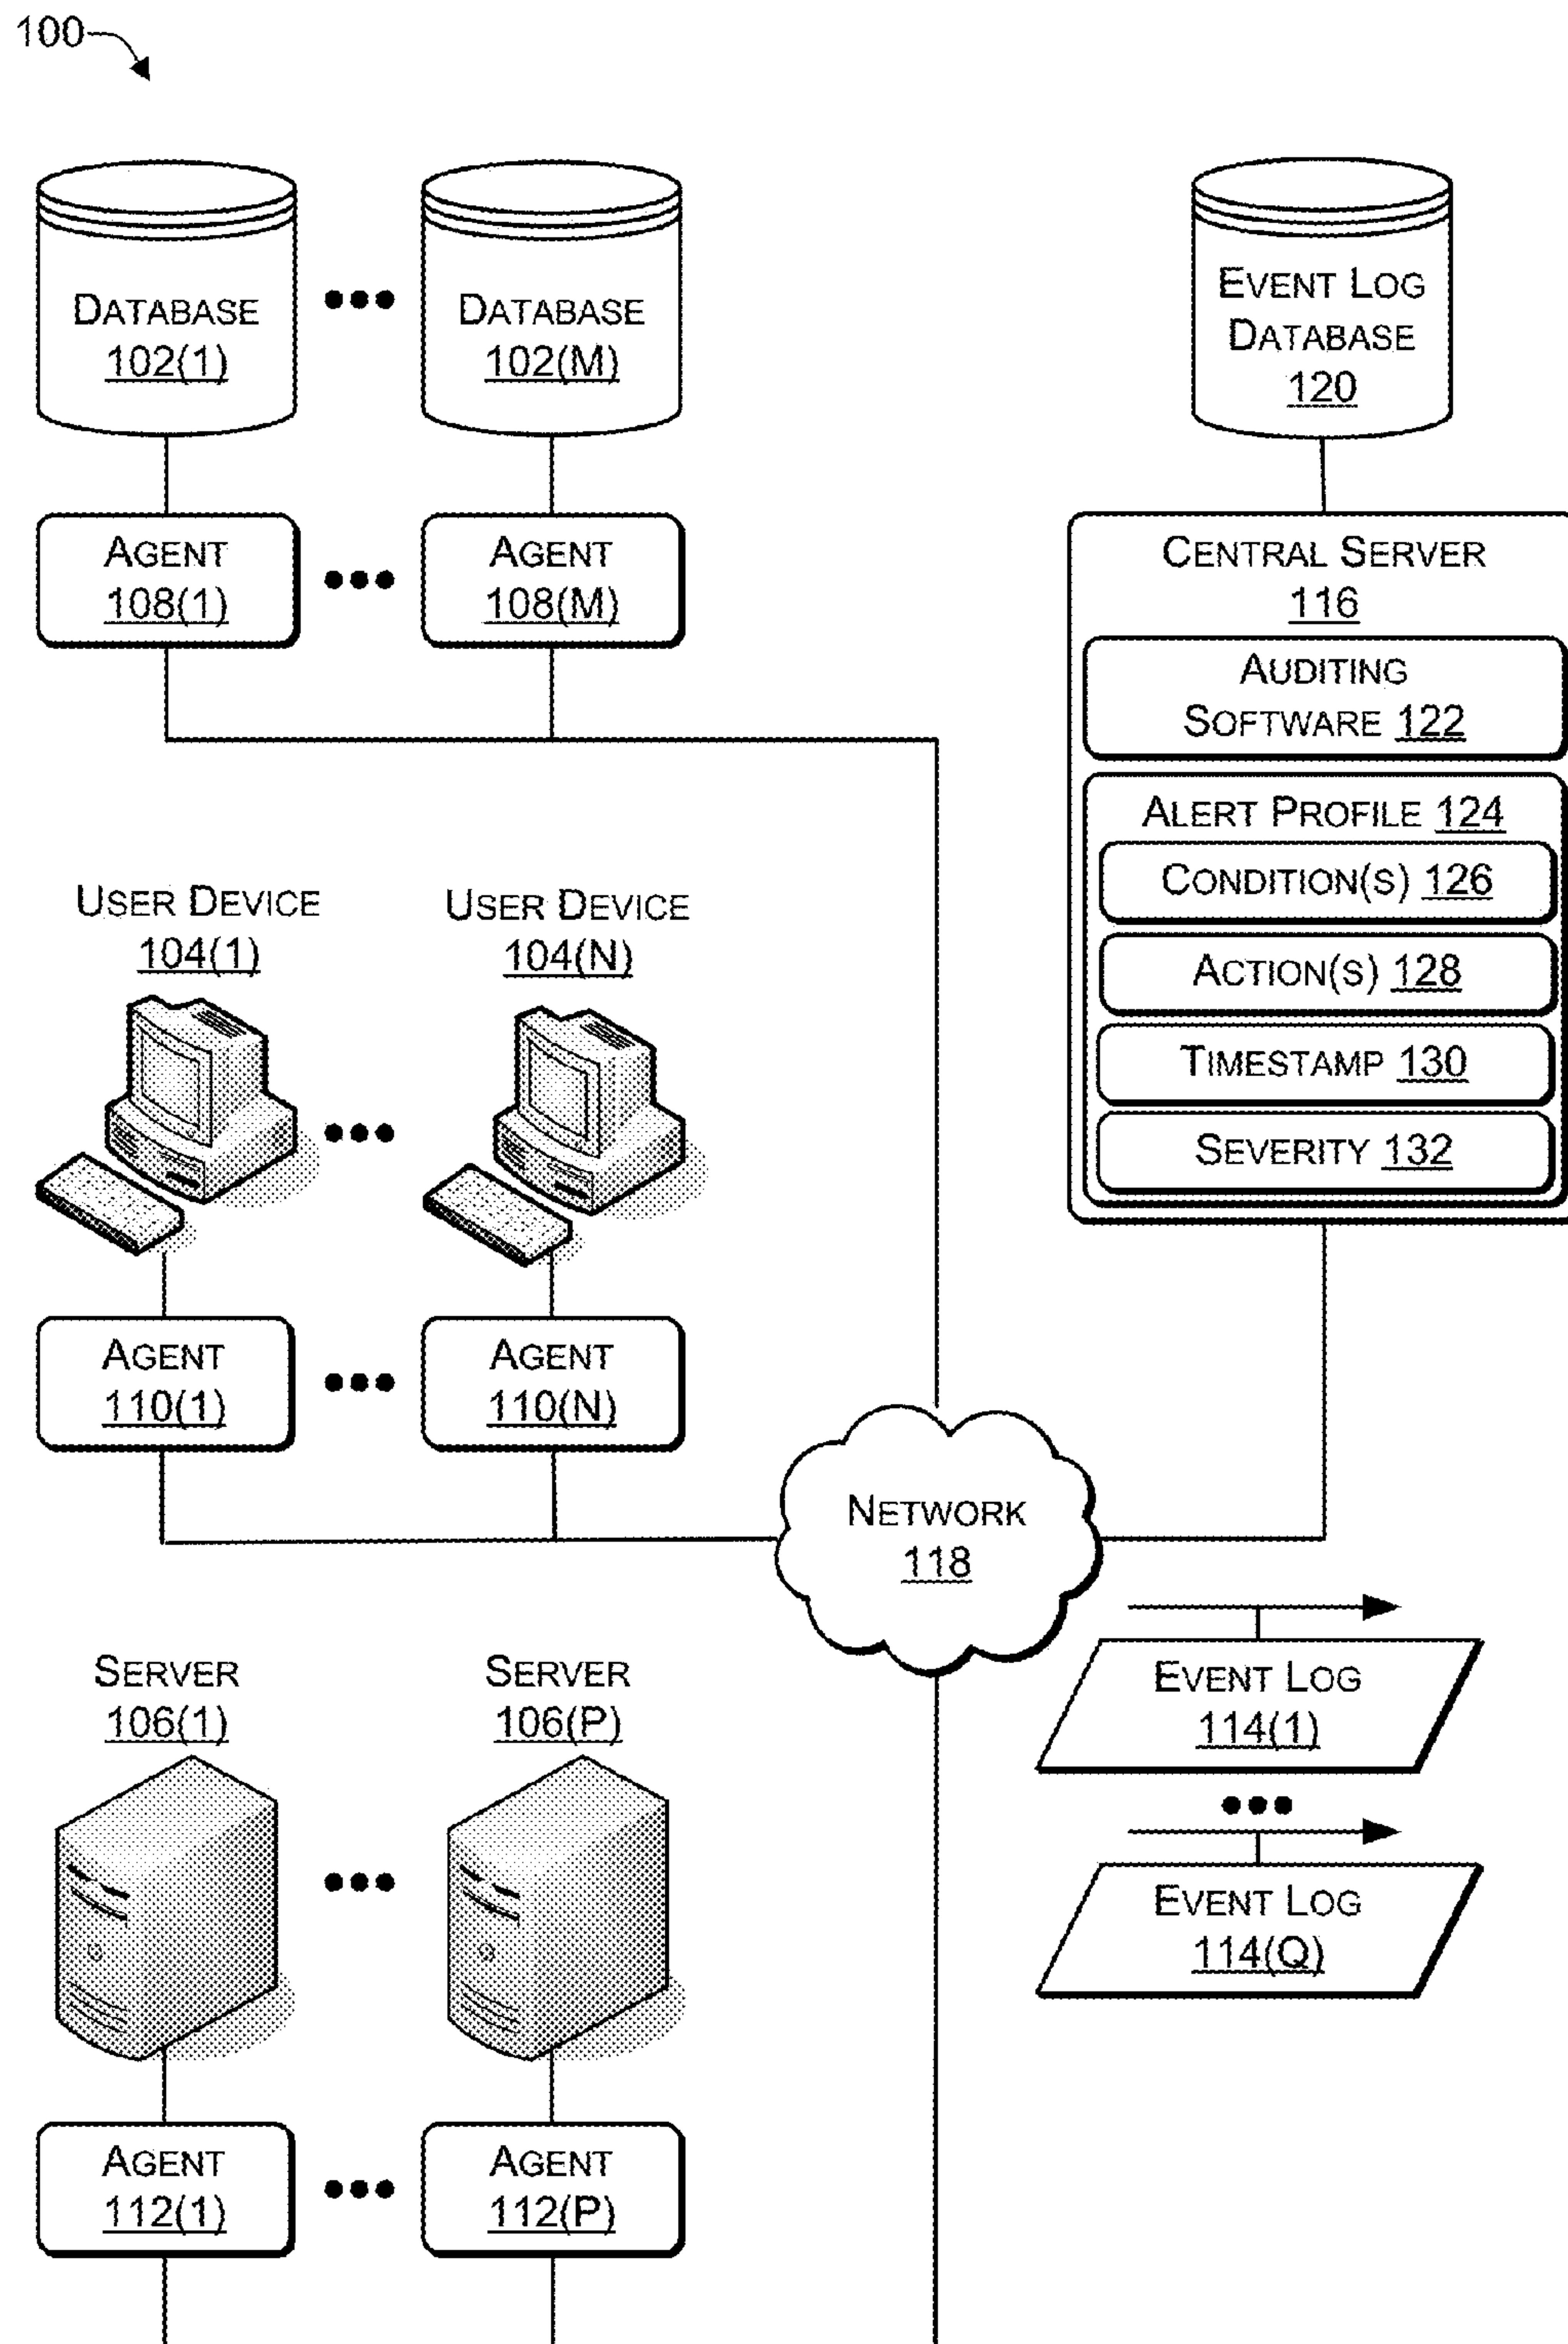 100
DATABASE
102(1)
DATABASE
102(M)
EVENT LOG
DATABASE
120
AGENT
108(1)
AGENT
108(M)
CENTRAL SERVER
116
AUDITING
SOFTWARE 122
ALERT PROFILE 124
CONDITION(S) 126
ACTION(S) 128
TIMESTAMP 130
SEVERITY 132
USER DEVICE
104(1)
USER DEVICE
104(N)
AGENT
110(1)
AGENT
110(N)
NETWORK
118
SERVER
106(1)
SERVER
106(P)
EVENT LOG
114(1)
EVENT LOG
114(Q)
AGENT
112(1)
AGENT
112(P)